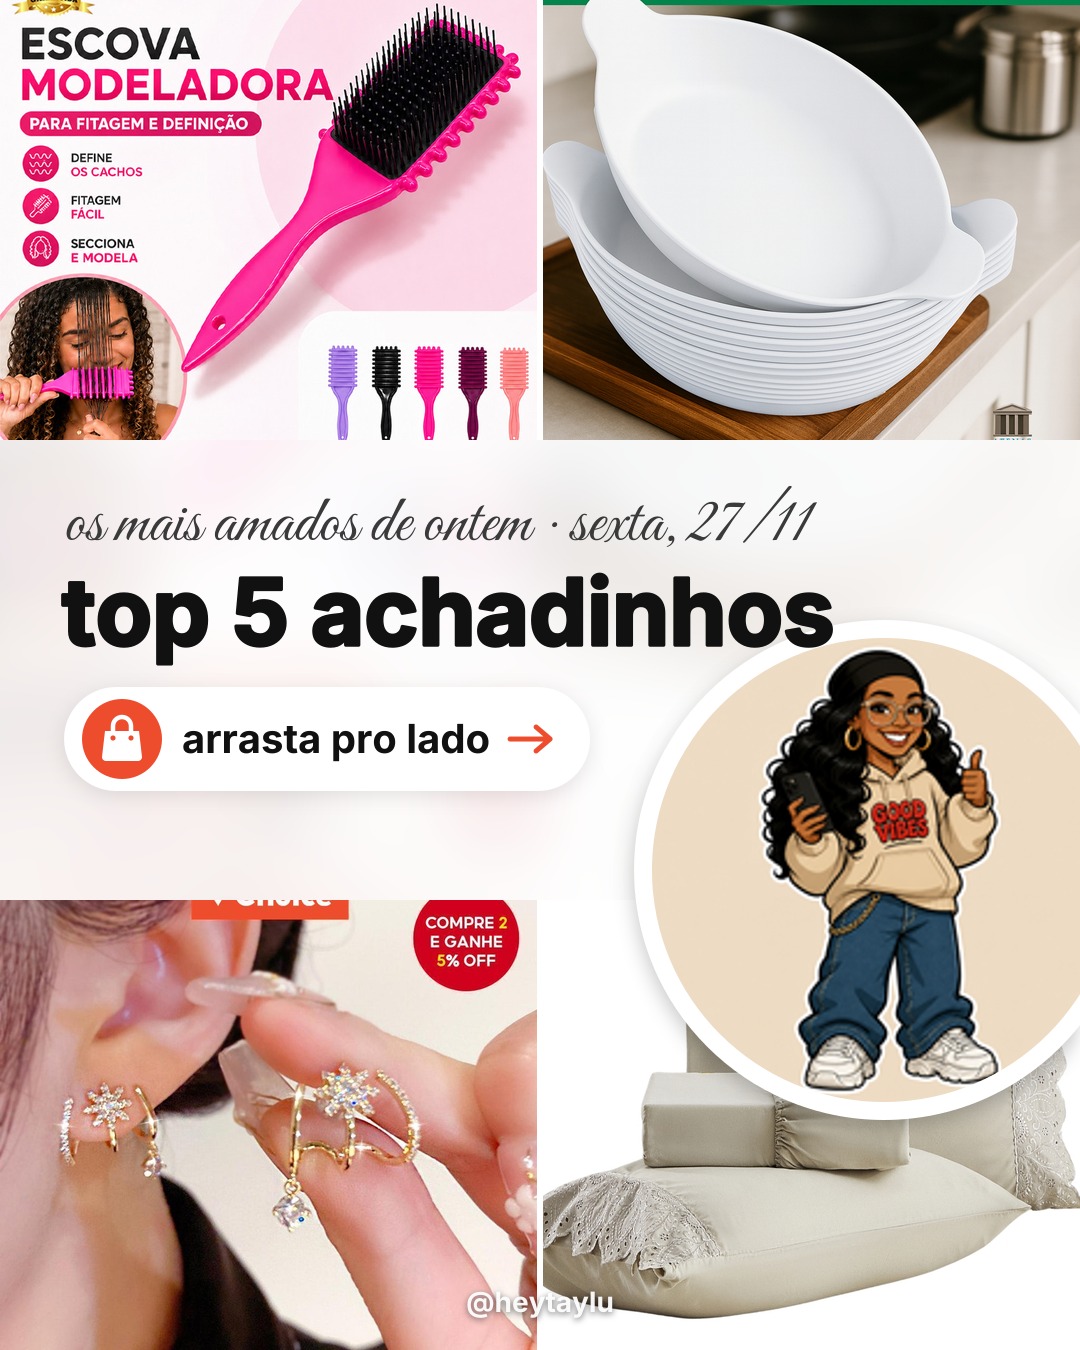 ESCOVA
MODELADORA
PARA FITAGEM E DEFINIÇÃO
DEFINE
OS CACHOS
FITAGEM
FÁCIL
SECCIONA
E MODELA
os mais amados de ontem · sexta, 27/11
top 5 achadinhos
arrasta pro lado →
GOOD
VIBES
Choice
COMPRE 2
E GANHE
5% OFF
@heytaylu